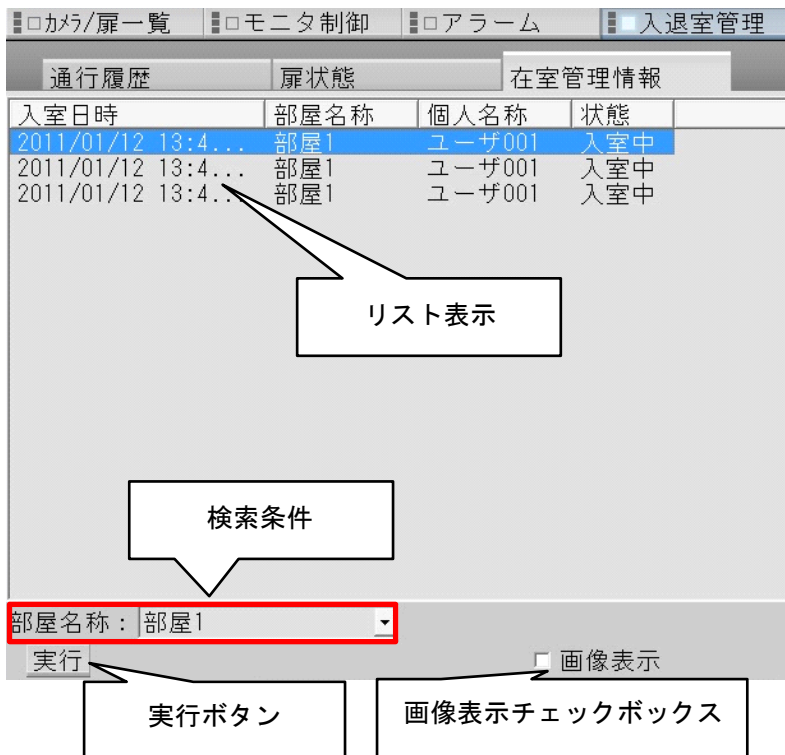 カメラ/扉一覧 モニタ制御 アラーム 入退室管理
通行履歴 扉状態 在室管理情報
入室日時 部屋名称 個人名称 状態
2011/01/12 13:4... 部屋1 ユーザ001 入室中
2011/01/12 13:4... 部屋1 ユーザ001 入室中
2011/01/12 13:4... 部屋1 ユーザ001 入室中
リスト表示
検索条件
部屋名称：部屋1
実行 画像表示
実行ボタン 画像表示チェックボックス